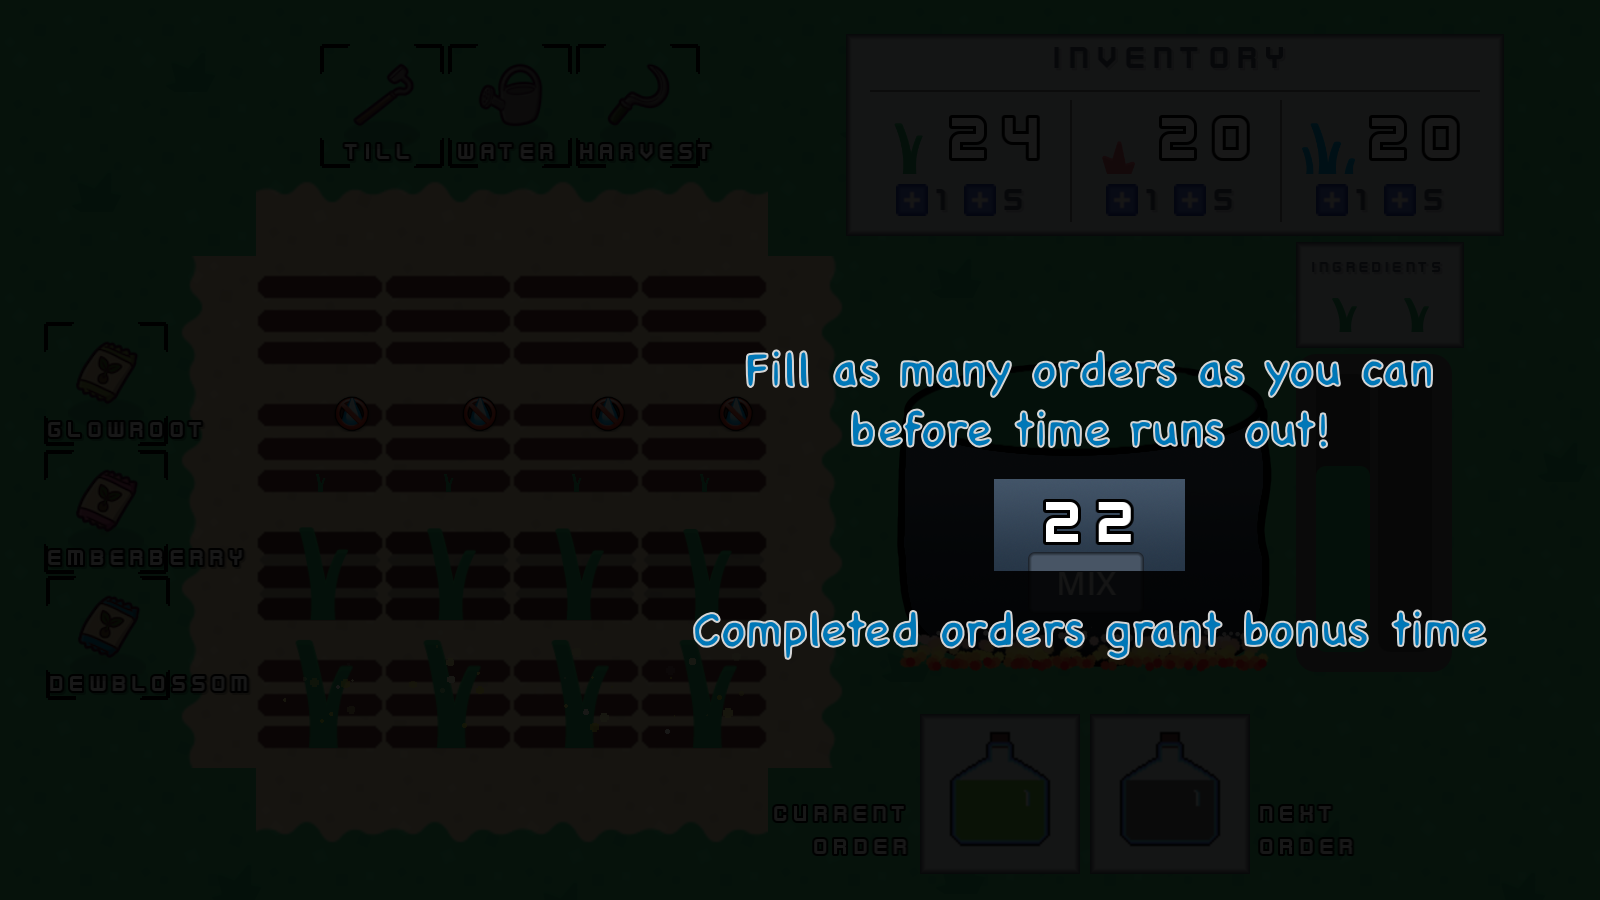 INVENTORY
24 20 20
1 5 1 5 1 5
TILL WATER HARVEST
INGREDIENTS
Fill as many orders as you can
before time runs out!
GLOWROOT
22
EMBERBERRY
MIX
Completed orders grant bonus time
DEWBLOSSOM
1 1
CURRENT
ORDER
NEXT
ORDER